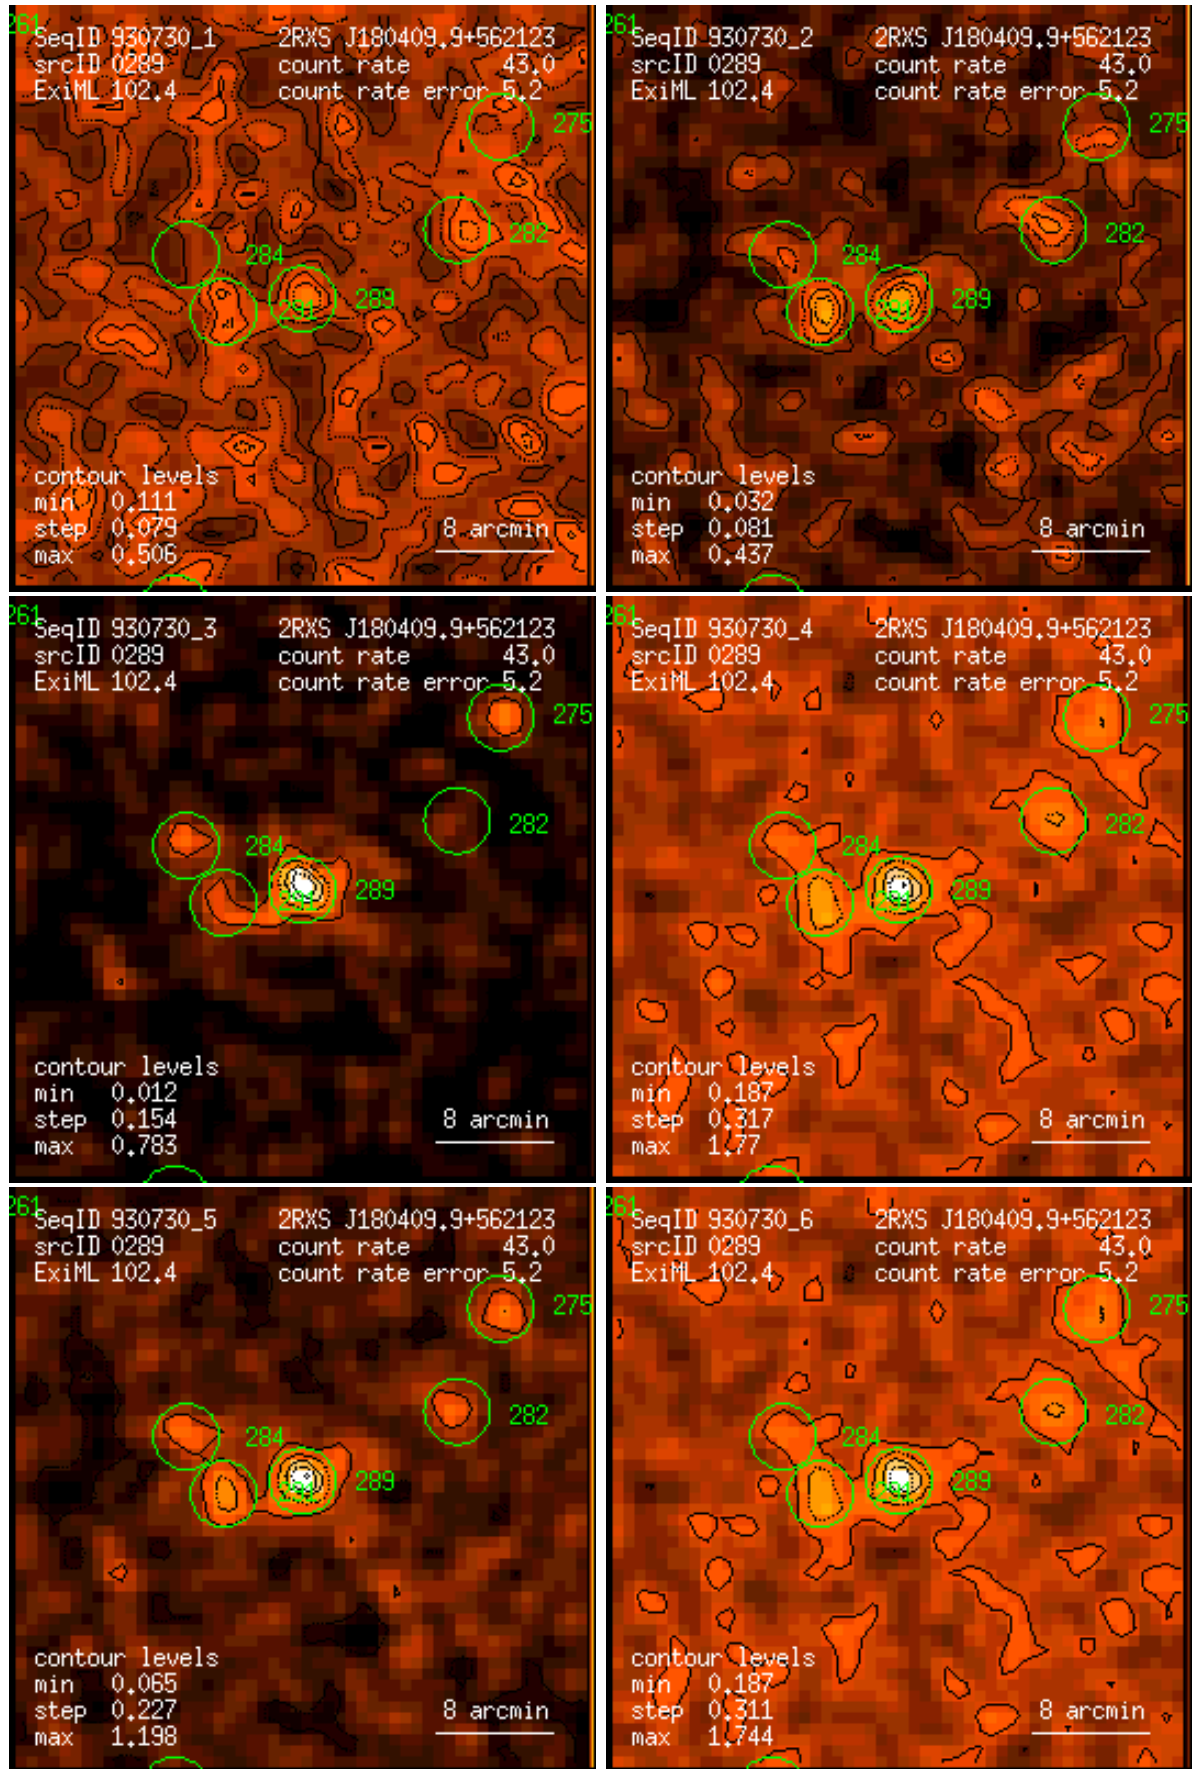 261
SeqID 930730_1 2RXS J180409.9+562123
srcID 0289 count rate 43.0
ExiML 102.4 count rate error 5.2
275
282
284
291 289
contour levels
min 0.111
step 0.079 8 arcmin
max 0.506
261
SeqID 930730_2 2RXS J180409.9+562123
srcID 0289 count rate 43.0
ExiML 102.4 count rate error 5.2
275
282
284
291 289
contour levels
min 0.032
step 0.081 8 arcmin
max 0.437
261
SeqID 930730_3 2RXS J180409.9+562123
srcID 0289 count rate 43.0
ExiML 102.4 count rate error 5.2
275
282
284
291 289
contour levels
min 0.012
step 0.154 8 arcmin
max 0.783
261
SeqID 930730_4 2RXS J180409.9+562123
srcID 0289 count rate 43.0
ExiML 102.4 count rate error 5.2
275
282
284
291 289
contour levels
min 0.187
step 0.317 8 arcmin
max 1.77
261
SeqID 930730_5 2RXS J180409.9+562123
srcID 0289 count rate 43.0
ExiML 102.4 count rate error 5.2
275
282
284
291 289
contour levels
min 0.065
step 0.227 8 arcmin
max 1.198
261
SeqID 930730_6 2RXS J180409.9+562123
srcID 0289 count rate 43.0
ExiML 102.4 count rate error 5.2
275
282
284
291 289
contour levels
min 0.187
step 0.311 8 arcmin
max 1.744